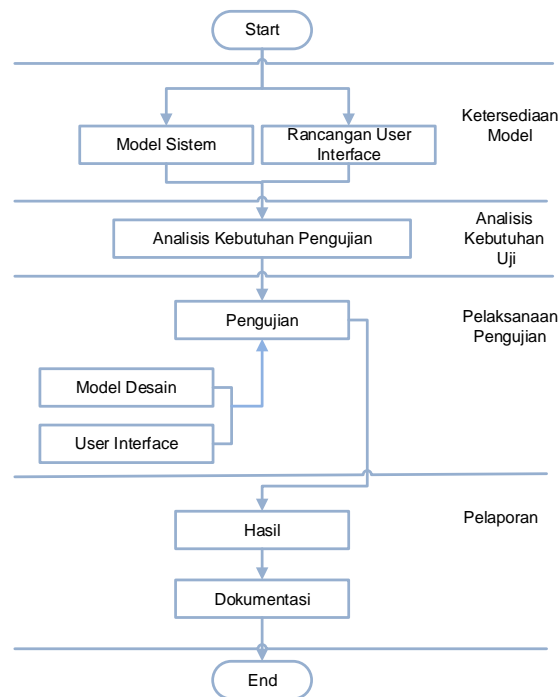 Start
Ketersediaan
Model
Model Sistem
Rancangan User
Interface
Analisis Kebutuhan Pengujian
Analisis
Kebutuhan
Uji
Pengujian
Pelaksanaan
Pengujian
Model Desain
User Interface
Pelaporan
Hasil
Dokumentasi
End